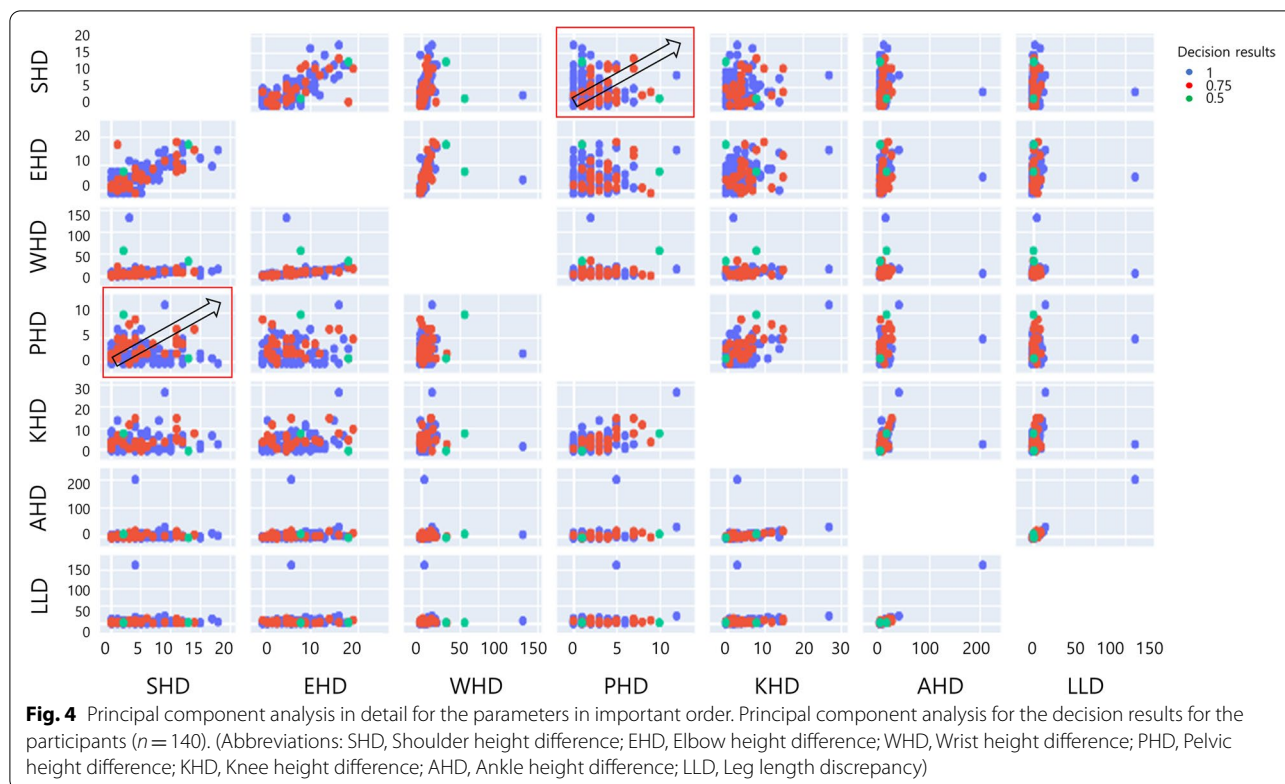 20
15
10
5
0
SHD
Decision results
1
0.75
0.5
20
10
0
EHD
150
100
50
0
WHD
10
5
0
PHD
30
20
10
0
KHD
200
100
0
AHD
150
100
50
0
LLD
0 5 10 15 20 0 10 20 0 50 100 150 0 5 10 0 10 20 30 0 100 200 0 50 100 150
SHD EHD WHD PHD KHD AHD LLD
Fig. 4 Principal component analysis in detail for the parameters in important order. Principal component analysis for the decision results for the
participants (n = 140). (Abbreviations: SHD, Shoulder height difference; EHD, Elbow height difference; WHD, Wrist height difference; PHD, Pelvic
height difference; KHD, Knee height difference; AHD, Ankle height difference; LLD, Leg length discrepancy)